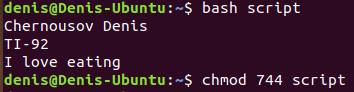 denis@Denis-Ubuntu:~$ bash script
Chernousov Denis
TI-92
I love eating
denis@Denis-Ubuntu:~$ chmod 744 script